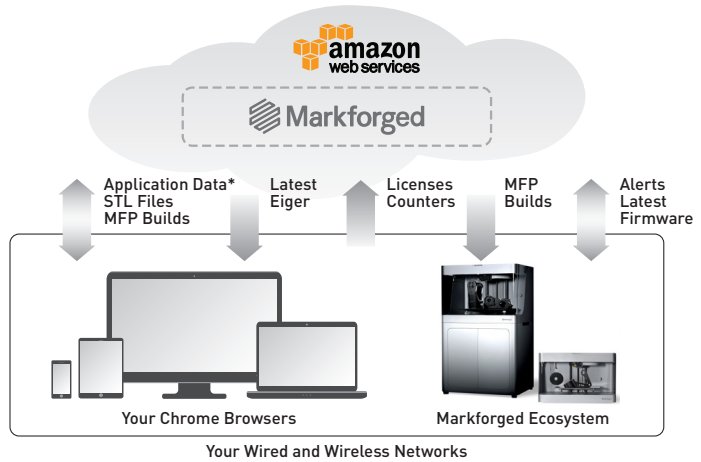 amazon
web services
Markforged
Application Data*
STL Files
MFP Builds
Latest
Eiger
Licenses
Counters
MFP
Builds
Alerts
Latest
Firmware
Your Chrome Browsers
Markforged Ecosystem
Your Wired and Wireless Networks